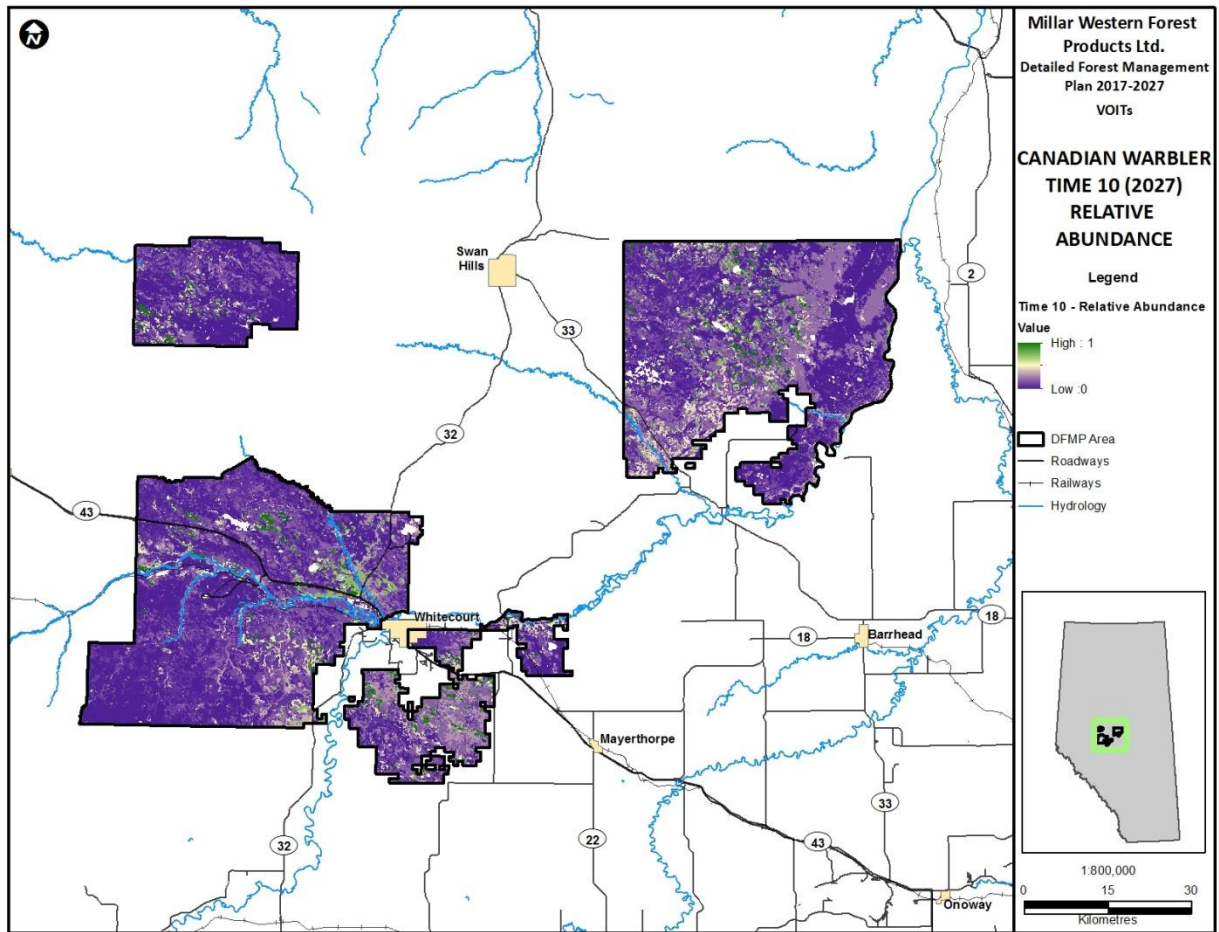 N
Swan
Hills
2
33
32
43
Whitecourt
18
18
Barrhead
Mayerthorpe
33
32
22
43
Onoway
Millar Western Forest
Products Ltd.
Detailed Forest Management
Plan 2017-2027
VOITs
CANADIAN WARBLER
TIME 10 (2027)
RELATIVE
ABUNDANCE
Legend
Time 10 - Relative Abundance
Value
High : 1
Low :0
DFMP Area
Roadways
Railways
Hydrology
1:800,000
0 15 30
Kilometres